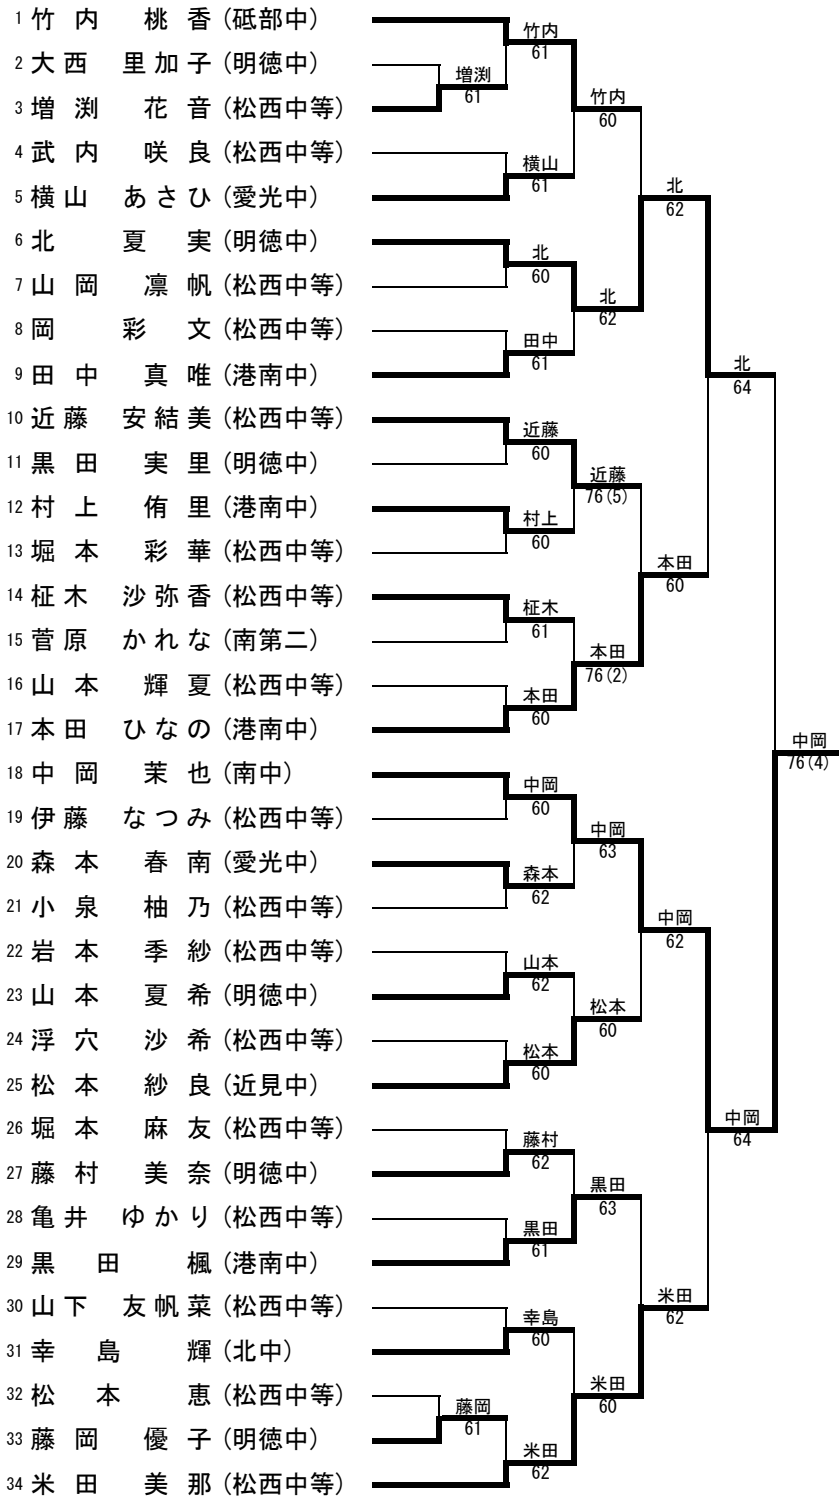 1 竹内 桃香 (砥部中)
2 大西 里加子 (明徳中)
3 増渕 花音 (松西中等)
4 武内 咲良 (松西中等)
5 横山 あさひ (愛光中)
6 北 夏実 (明徳中)
7 山岡 凛帆 (松西中等)
8 岡 彩文 (松西中等)
9 田中 真唯 (港南中)
10 近藤 安結美 (松西中等)
11 黒田 実里 (明徳中)
12 村上 侑里 (港南中)
13 堀本 彩華 (松西中等)
14 柾木 沙弥香 (松西中等)
15 菅原 かれな (南第二)
16 山本 輝夏 (松西中等)
17 本田 ひなの (港南中)
18 中岡 茉也 (南中)
19 伊藤 なつみ (松西中等)
20 森本 春南 (愛光中)
21 小泉 柚乃 (松西中等)
22 岩本 季紗 (松西中等)
23 山本 夏希 (明徳中)
24 浮穴 沙希 (松西中等)
25 松本 紗良 (近見中)
26 堀本 麻友 (松西中等)
27 藤村 美奈 (明徳中)
28 亀井 ゆかり (松西中等)
29 黒田 楓 (港南中)
30 山下 友帆菜 (松西中等)
31 幸島 輝 (北中)
32 松本 恵 (松西中等)
33 藤岡 優子 (明徳中)
34 米田 美那 (松西中等)
増渕
61
藤岡
61
竹内
61
横山
61
北
60
田中
61
近藤
60
村上
60
柾木
61
本田
60
中岡
60
森本
62
山本
62
松本
60
藤村
62
黒田
61
幸島
60
米田
62
竹内
60
北
62
近藤
76(5)
本田
76(2)
中岡
63
松本
60
黒田
63
米田
60
北
62
本田
60
中岡
62
米田
62
北
64
中岡
64
中岡
76(4)